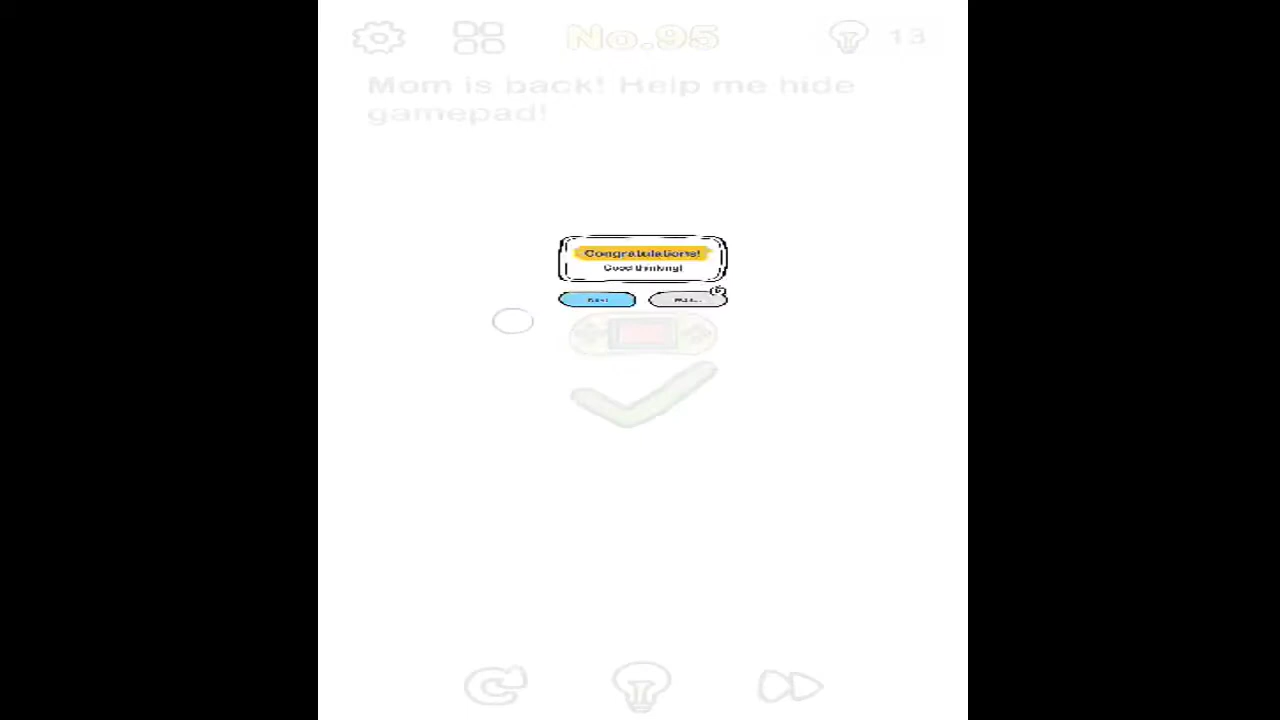 No.95
13
Mom is back! Help me hide
gamepad!
Congratulations!
Good thinking!